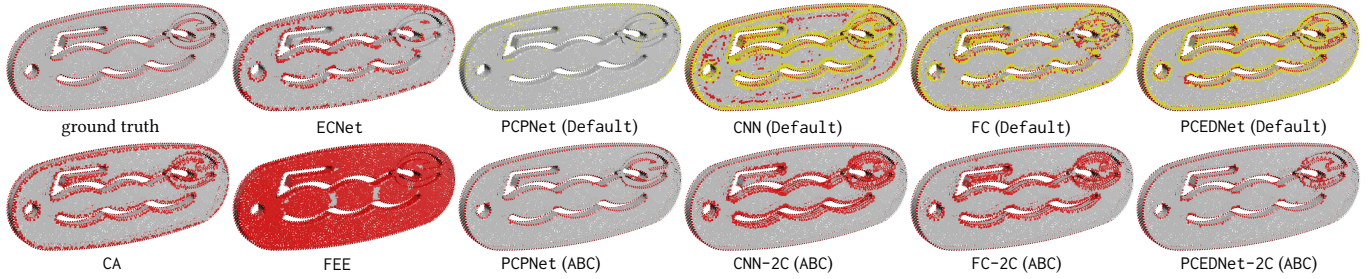 ground truth ECNet PCPNet (Default) CNN (Default) FC (Default) PCEDNet (Default)
CA FEE PCPNet (ABC) CNN-2C (ABC) FC-2C (ABC) PCEDNet-2C (ABC)